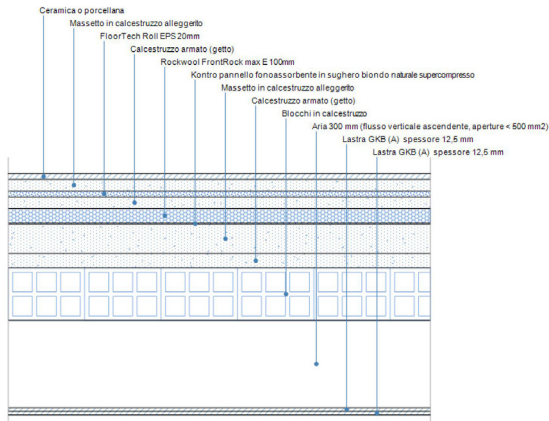 Ceramica o porcellana
Massetto in calcestruzzo alleggerito
FloorTech Roll EPS 20mm
Calcestruzzo armato (getto)
Rockwool FrontRock max E 100mm
Kontro pannello fonoassorbente in sughero biondo naturale supercompresso
Massetto in calcestruzzo alleggerito
Calcestruzzo armato (getto)
Blocchi in calcestruzzo
Aria 300 mm (flusso verticale ascendente, aperture < 500 mm2)
Lastra GKB (A) spessore 12,5 mm
Lastra GKB (A) spessore 12,5 mm